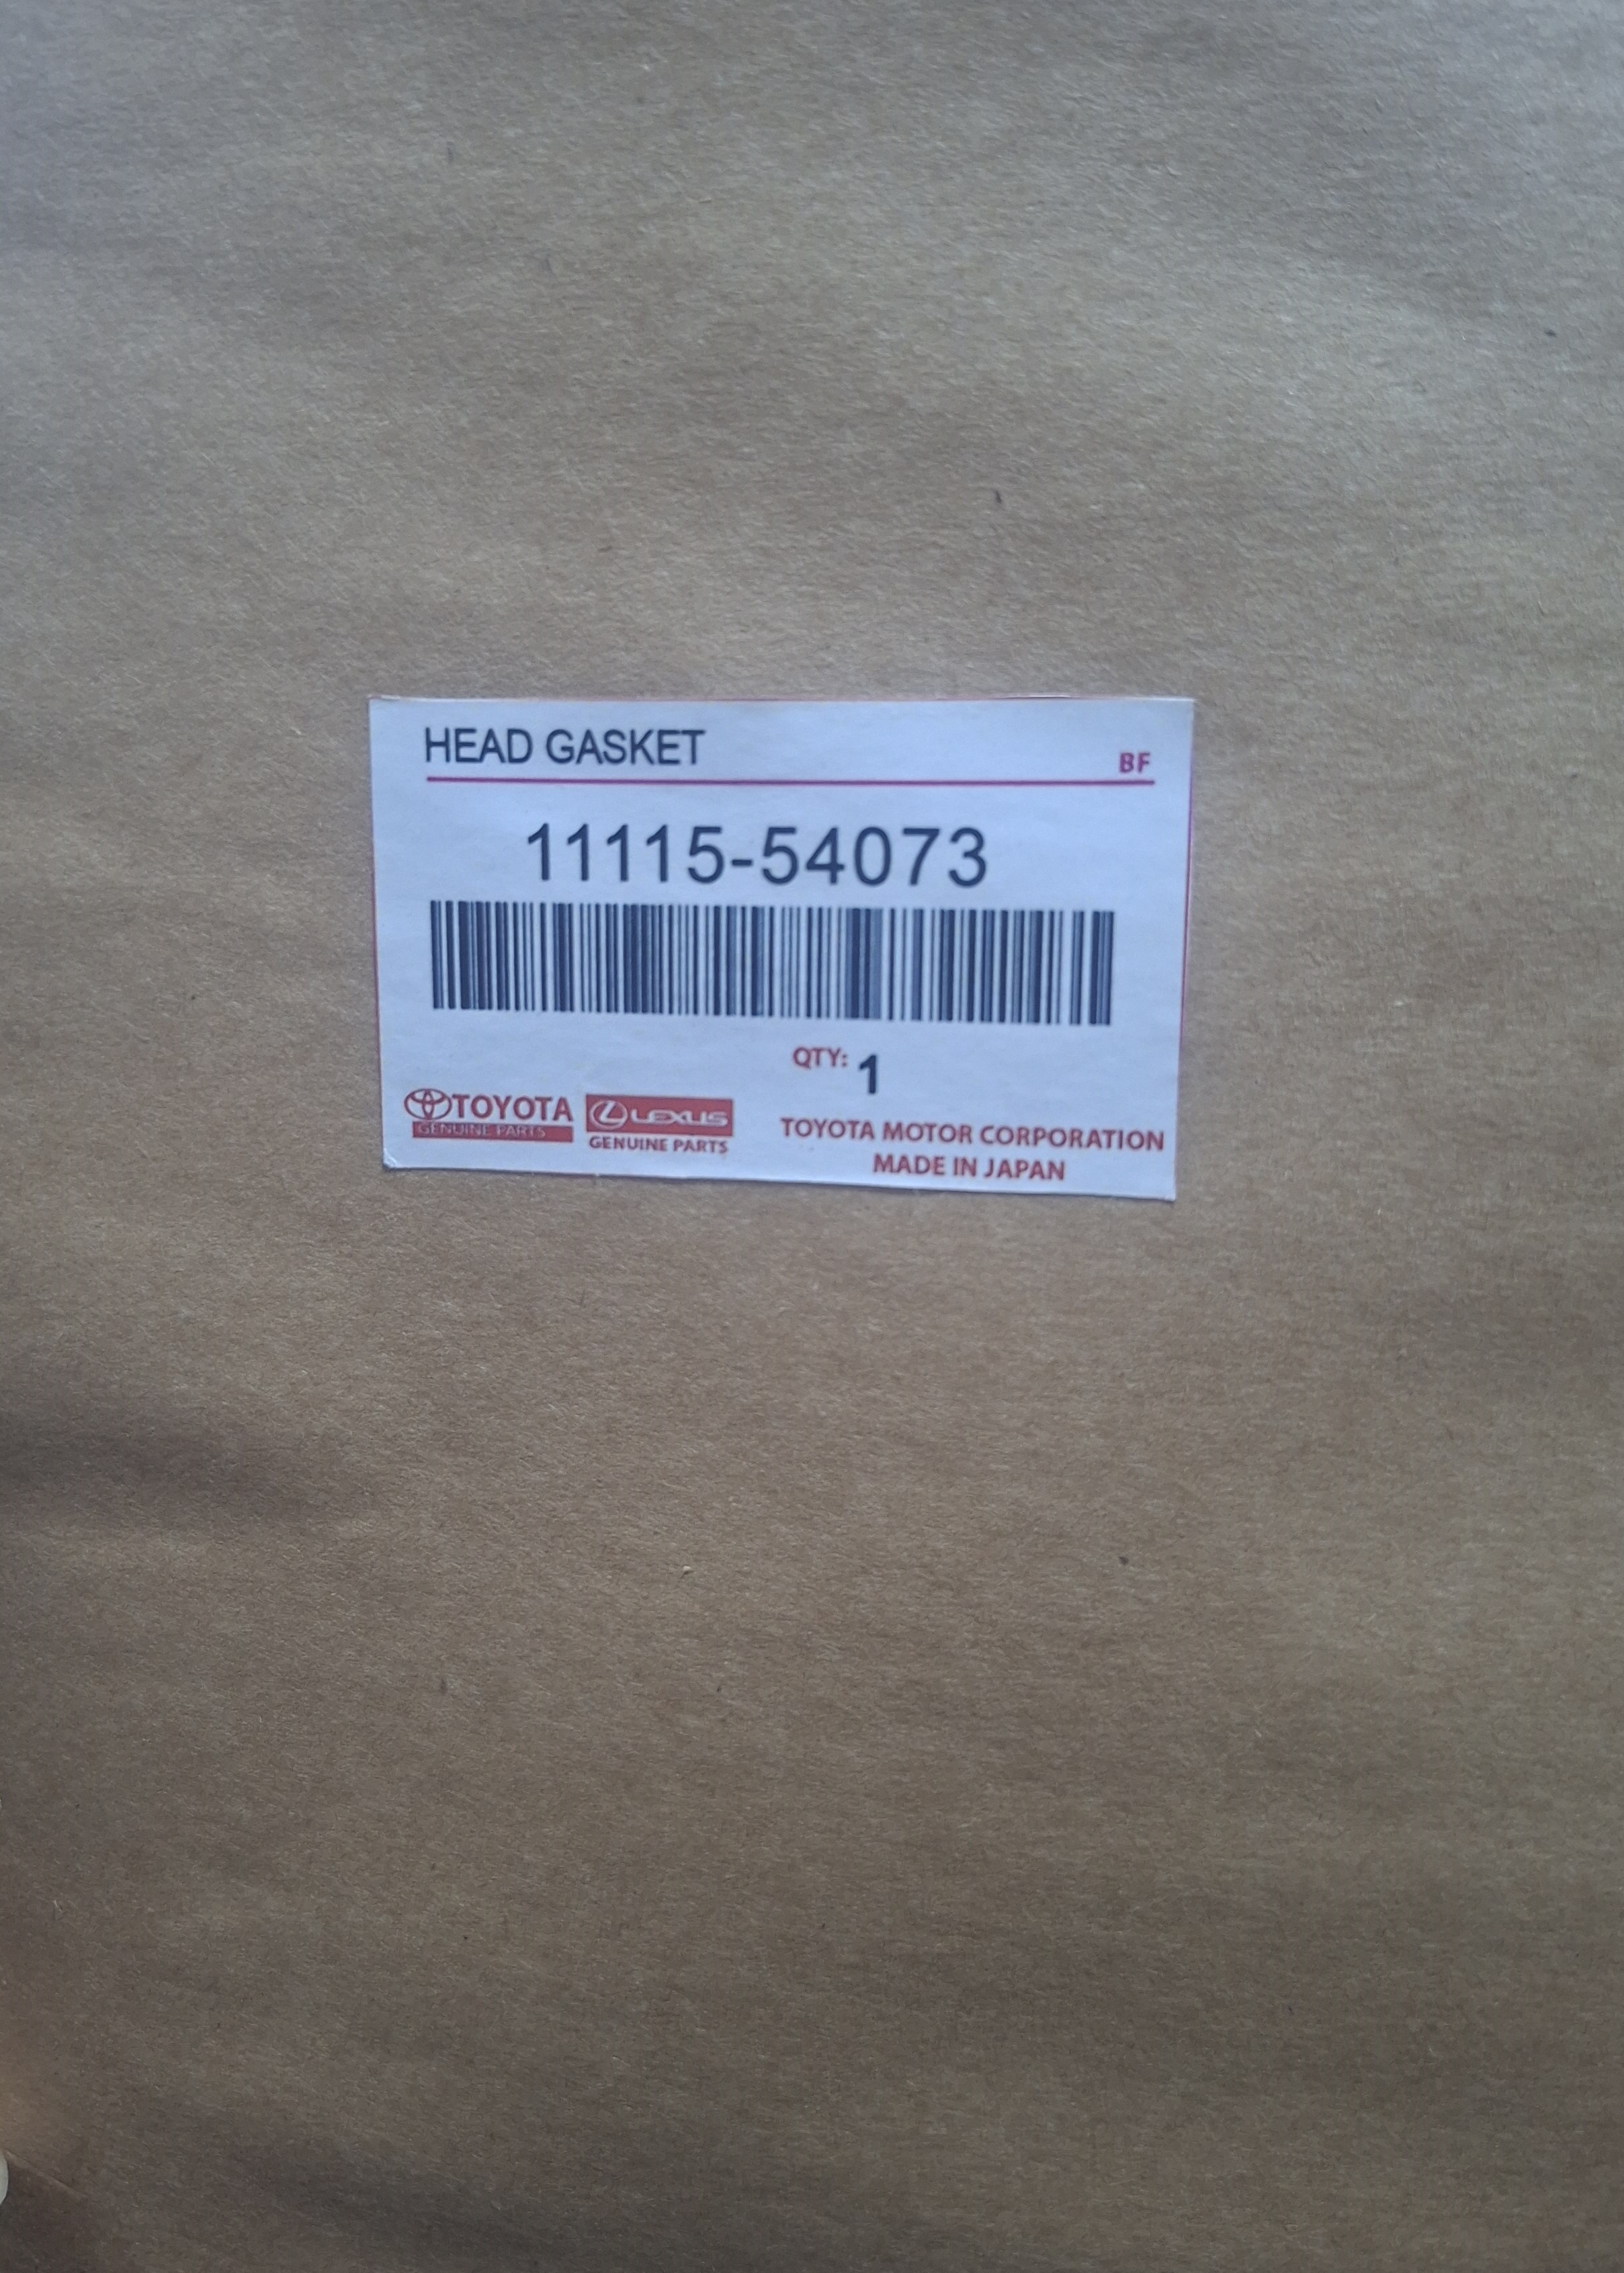 HEAD GASKET
BF
11115-54073
QTY: 1
TOYOTA
GENUINE PARTS
LEXUS
GENUINE PARTS
TOYOTA MOTOR CORPORATION
MADE IN JAPAN